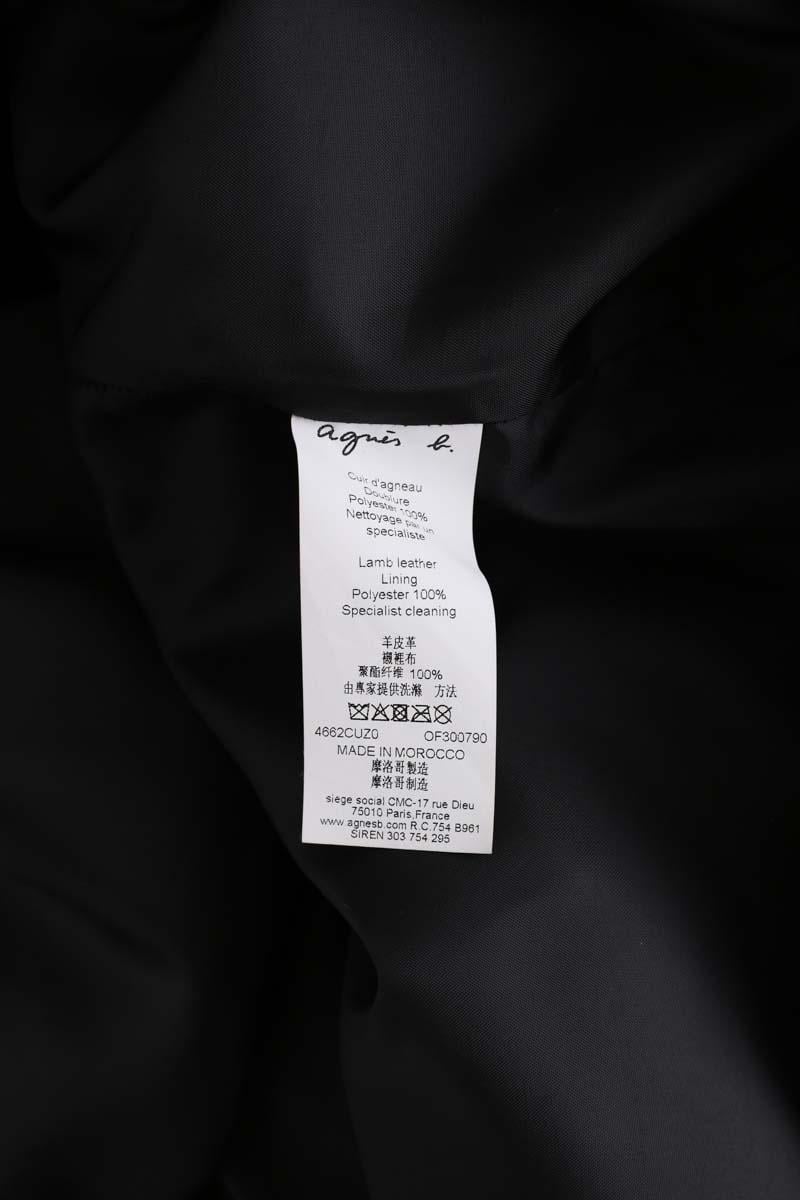 agnès b.
Cuir d'agneau
Doublure
Polyester 100%
Nettoyage par un
specialiste
Lamb leather
Lining
Polyester 100%
Specialist cleaning
羊皮革
襯裡布
聚酯纤维 100%
由專家提供洗滌 方法
4662CUZ0 OF300790
MADE IN MOROCCO
摩洛哥製造
摩洛哥制造
siège social CMC-17 rue Dieu
75010 Paris,France
www.agnesb.com R.C.754 B961
SIREN 303 754 295